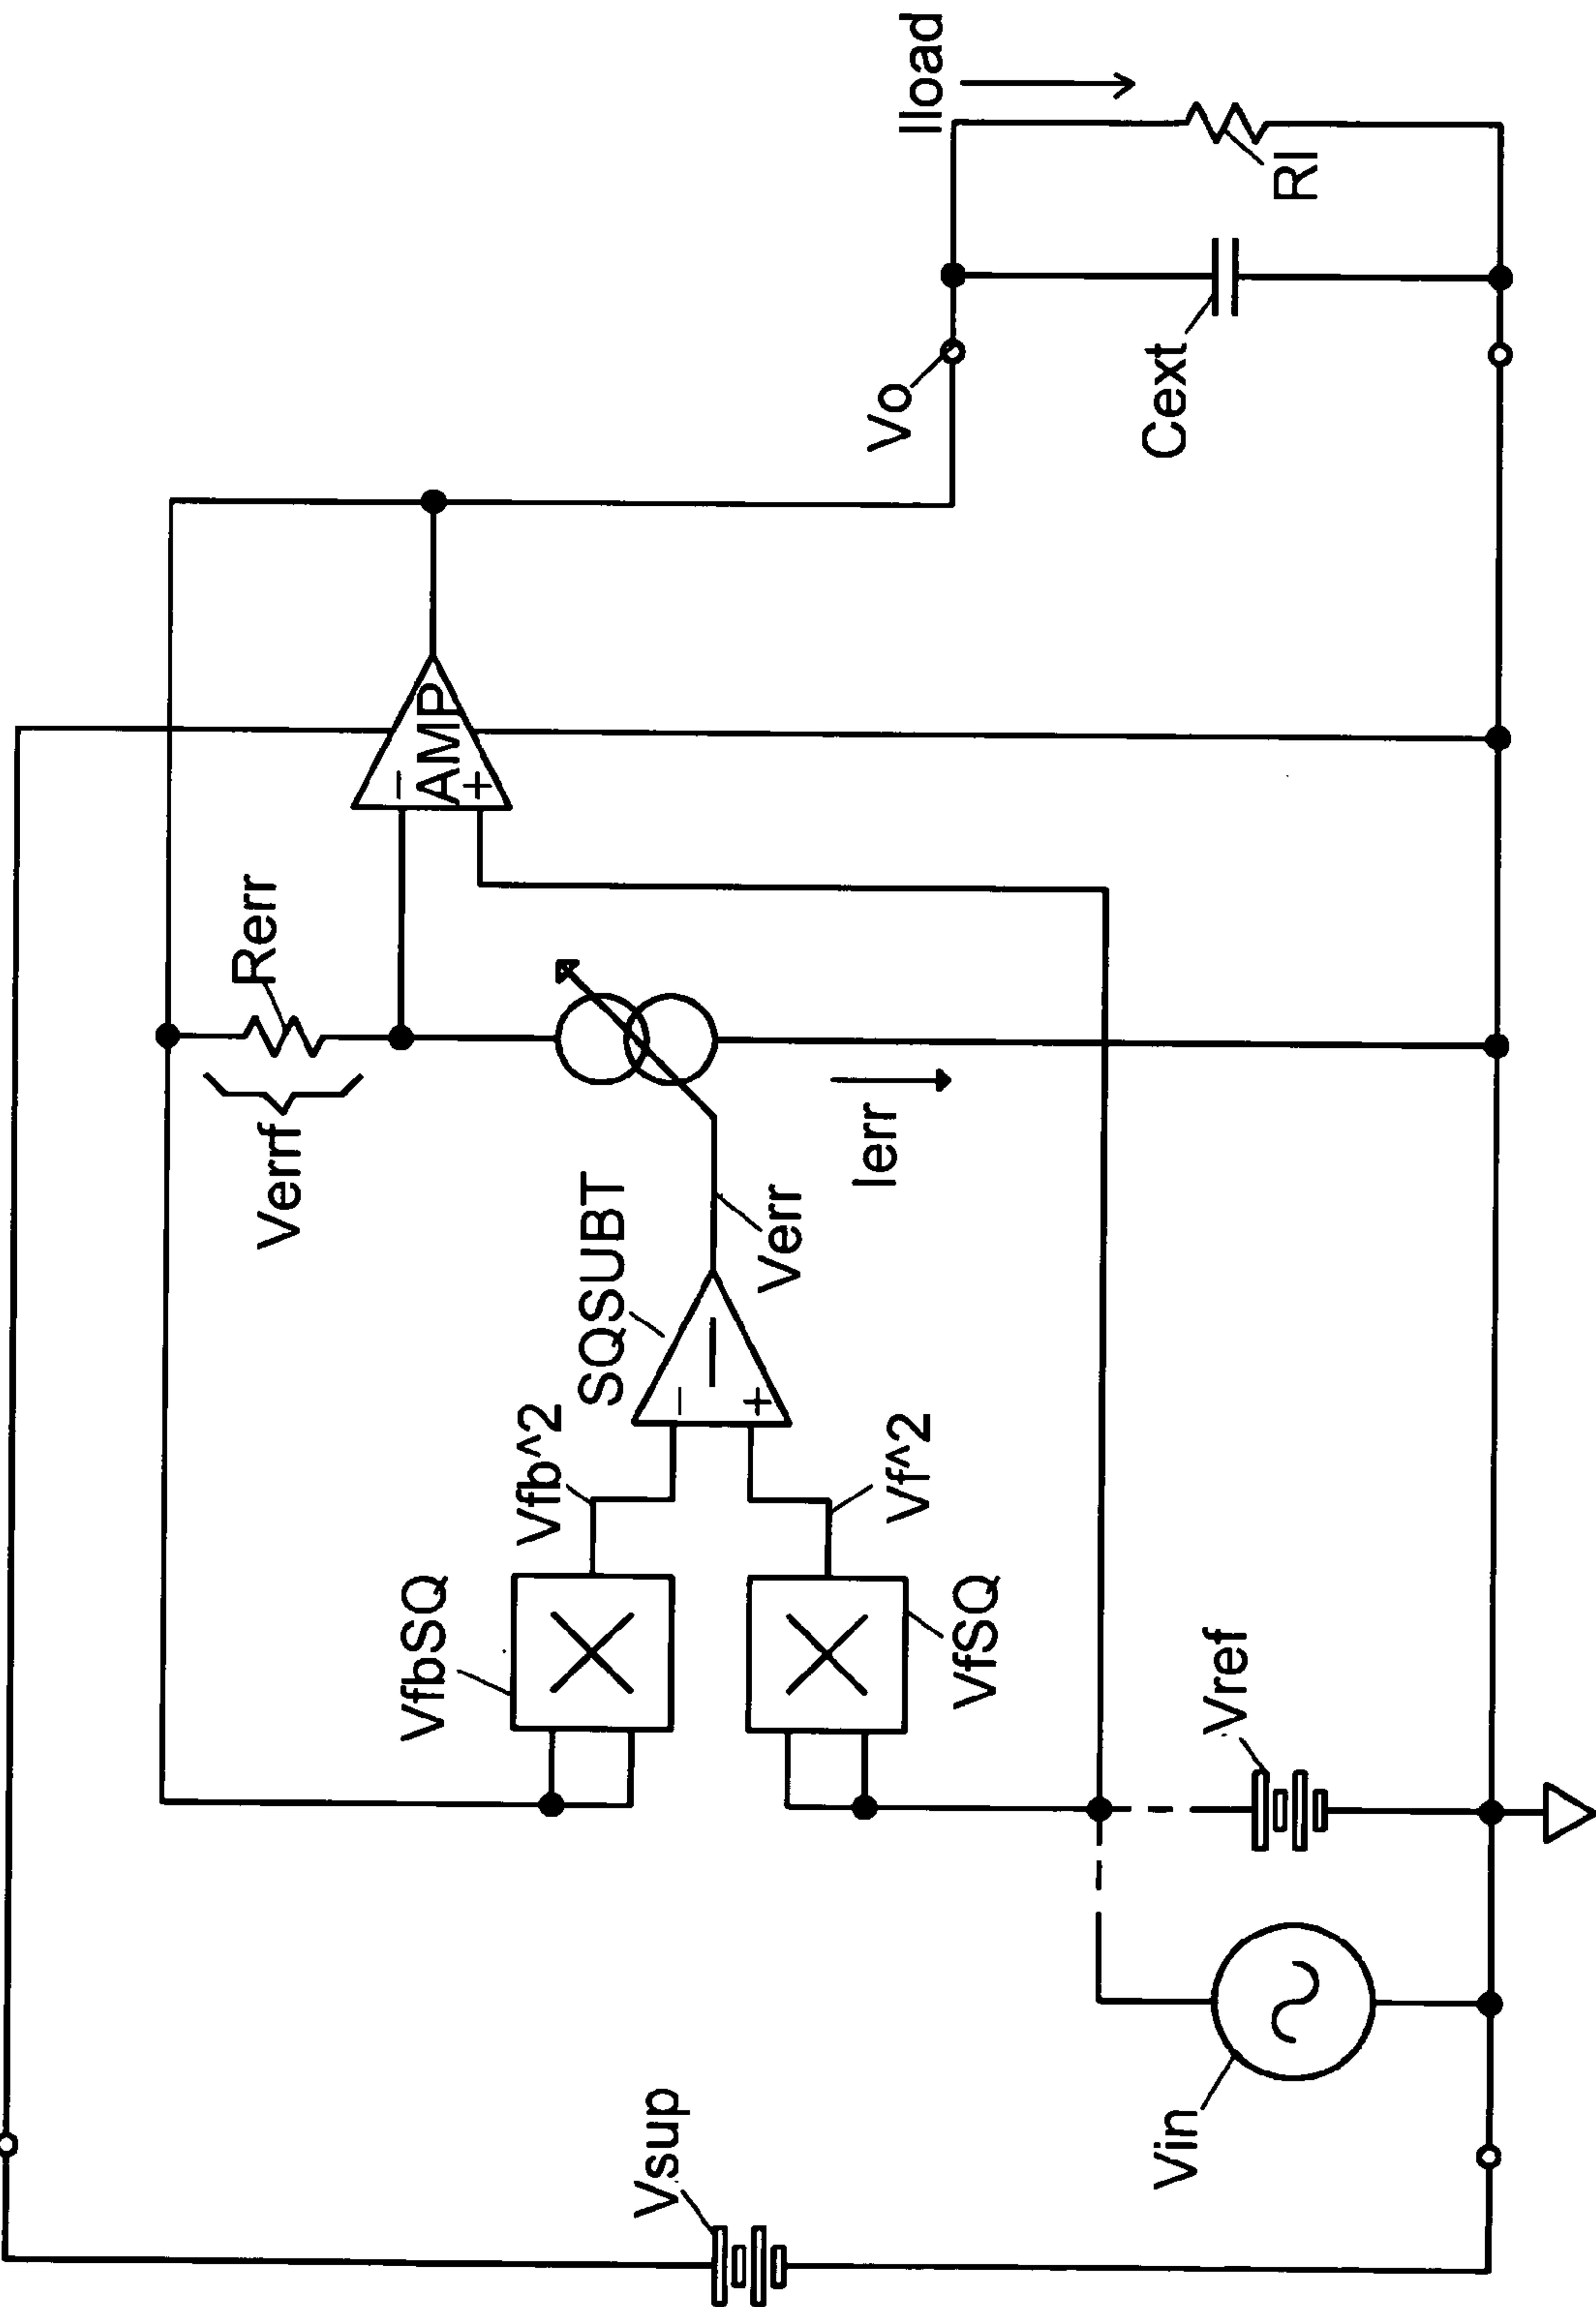 Vsup
Vin
Vref
VfbSQ
VfSQ
Vfb^2
Vf^2
SQSUBT
-
+
Verr
Verrf
Rerr
Ierr
-
AMP
+
Vo
Cext
Rl
Iload